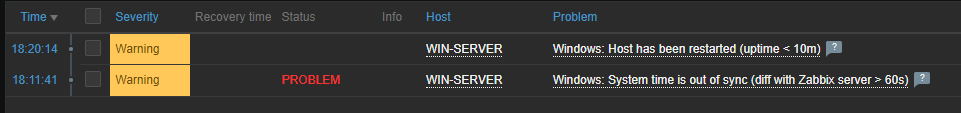 Time Severity Recovery time Status Info Host Problem
18:20:14 Warning WIN-SERVER Windows: Host has been restarted (uptime < 10m) ?
18:11:41 Warning PROBLEM WIN-SERVER Windows: System time is out of sync (diff with Zabbix server > 60s) ?